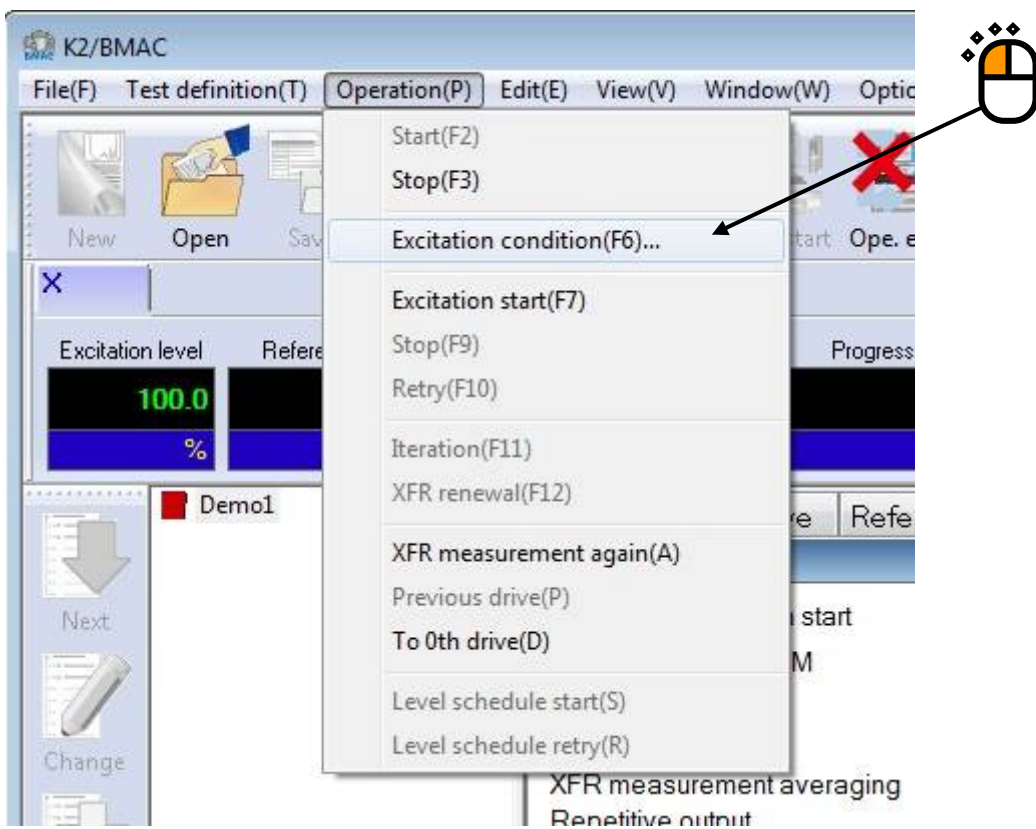 K2/BMAC
File(F) Test definition(T) Operation(P) Edit(E) View(V) Window(W) Optic
Start(F2)
Stop(F3)
New Open Sav
Excitation condition(F6)...
tart Ope. e
X
Excitation start(F7)
Excitation level Refere
Stop(F9)
Progress
100.0
Retry(F10)
%
Iteration(F11)
XFR renewal(F12)
Demo1
ve Refe
XFR measurement again(A)
Previous drive(P)
Next
start
To 0th drive(D)
M
Level schedule start(S)
Level schedule retry(R)
Change
XFR measurement averaging
Repetitive output